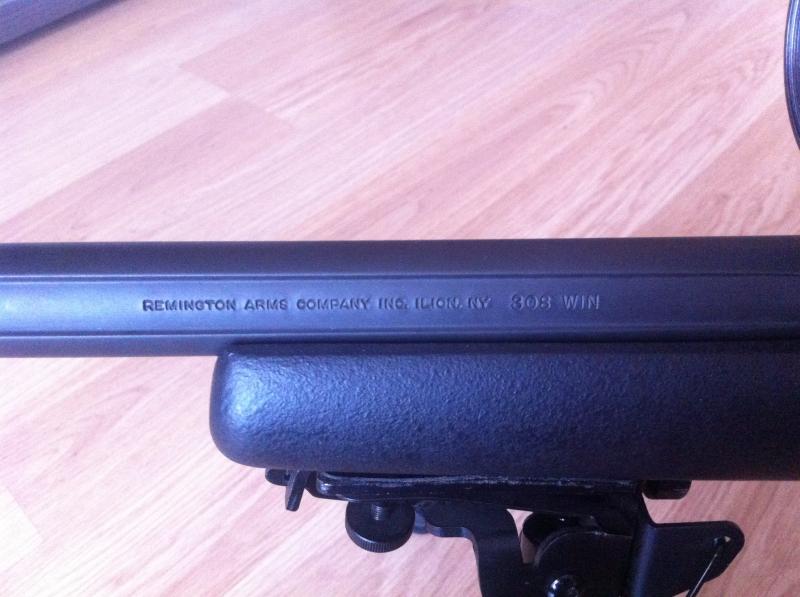 REMINGTON ARMS COMPANY INC. ILION, NY 308 WIN